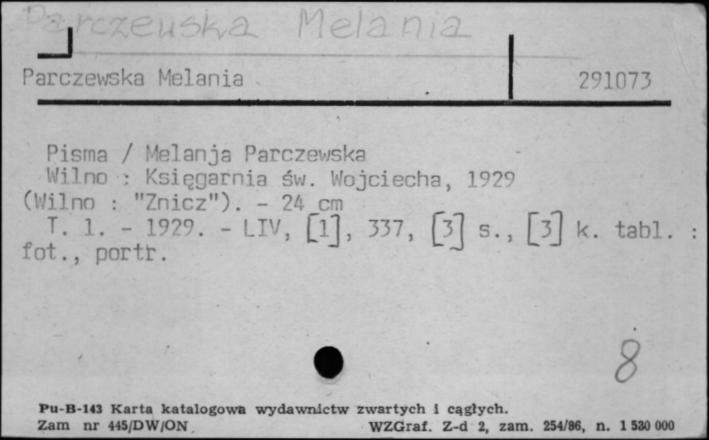 Parczewska Melania
Parczewska Melania 291073
Pisma / Melanja Parczewska
Wilno : Księgarnia św. Wojciecha, 1929
(Wilno : "Znicz"). - 24 cm
T. 1. - 1929. - LIV, [1], 337, [3] s., [3] k. tabl. :
fot., portr.
8
Pu-B-143 Karta katalogowa wydawnictw zwartych i ciągłych.
Zam nr 445/DW/ON WZGraf. Z-d 2, zam. 254/86, n. 1 530 000